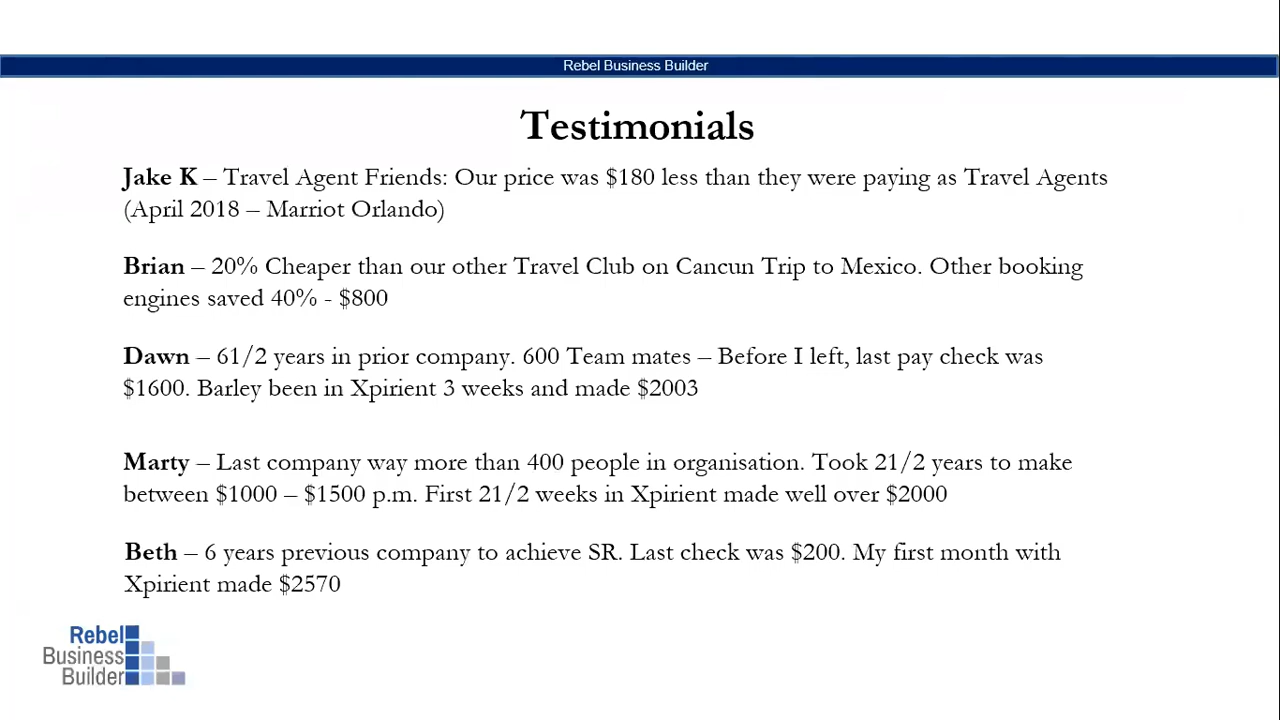 Rebel Business Builder
Testimonials
Jake K – Travel Agent Friends: Our price was $180 less than they were paying as Travel Agents
(April 2018 – Marriot Orlando)
Brian – 20% Cheaper than our other Travel Club on Cancun Trip to Mexico. Other booking
engines saved 40% - $800
Dawn – 61/2 years in prior company. 600 Team mates – Before I left, last pay check was
$1600. Barley been in Xpirient 3 weeks and made $2003
Marty – Last company way more than 400 people in organisation. Took 21/2 years to make
between $1000 – $1500 p.m. First 21/2 weeks in Xpirient made well over $2000
Beth – 6 years previous company to achieve SR. Last check was $200. My first month with
Xpirient made $2570
Rebel
Business
Builder